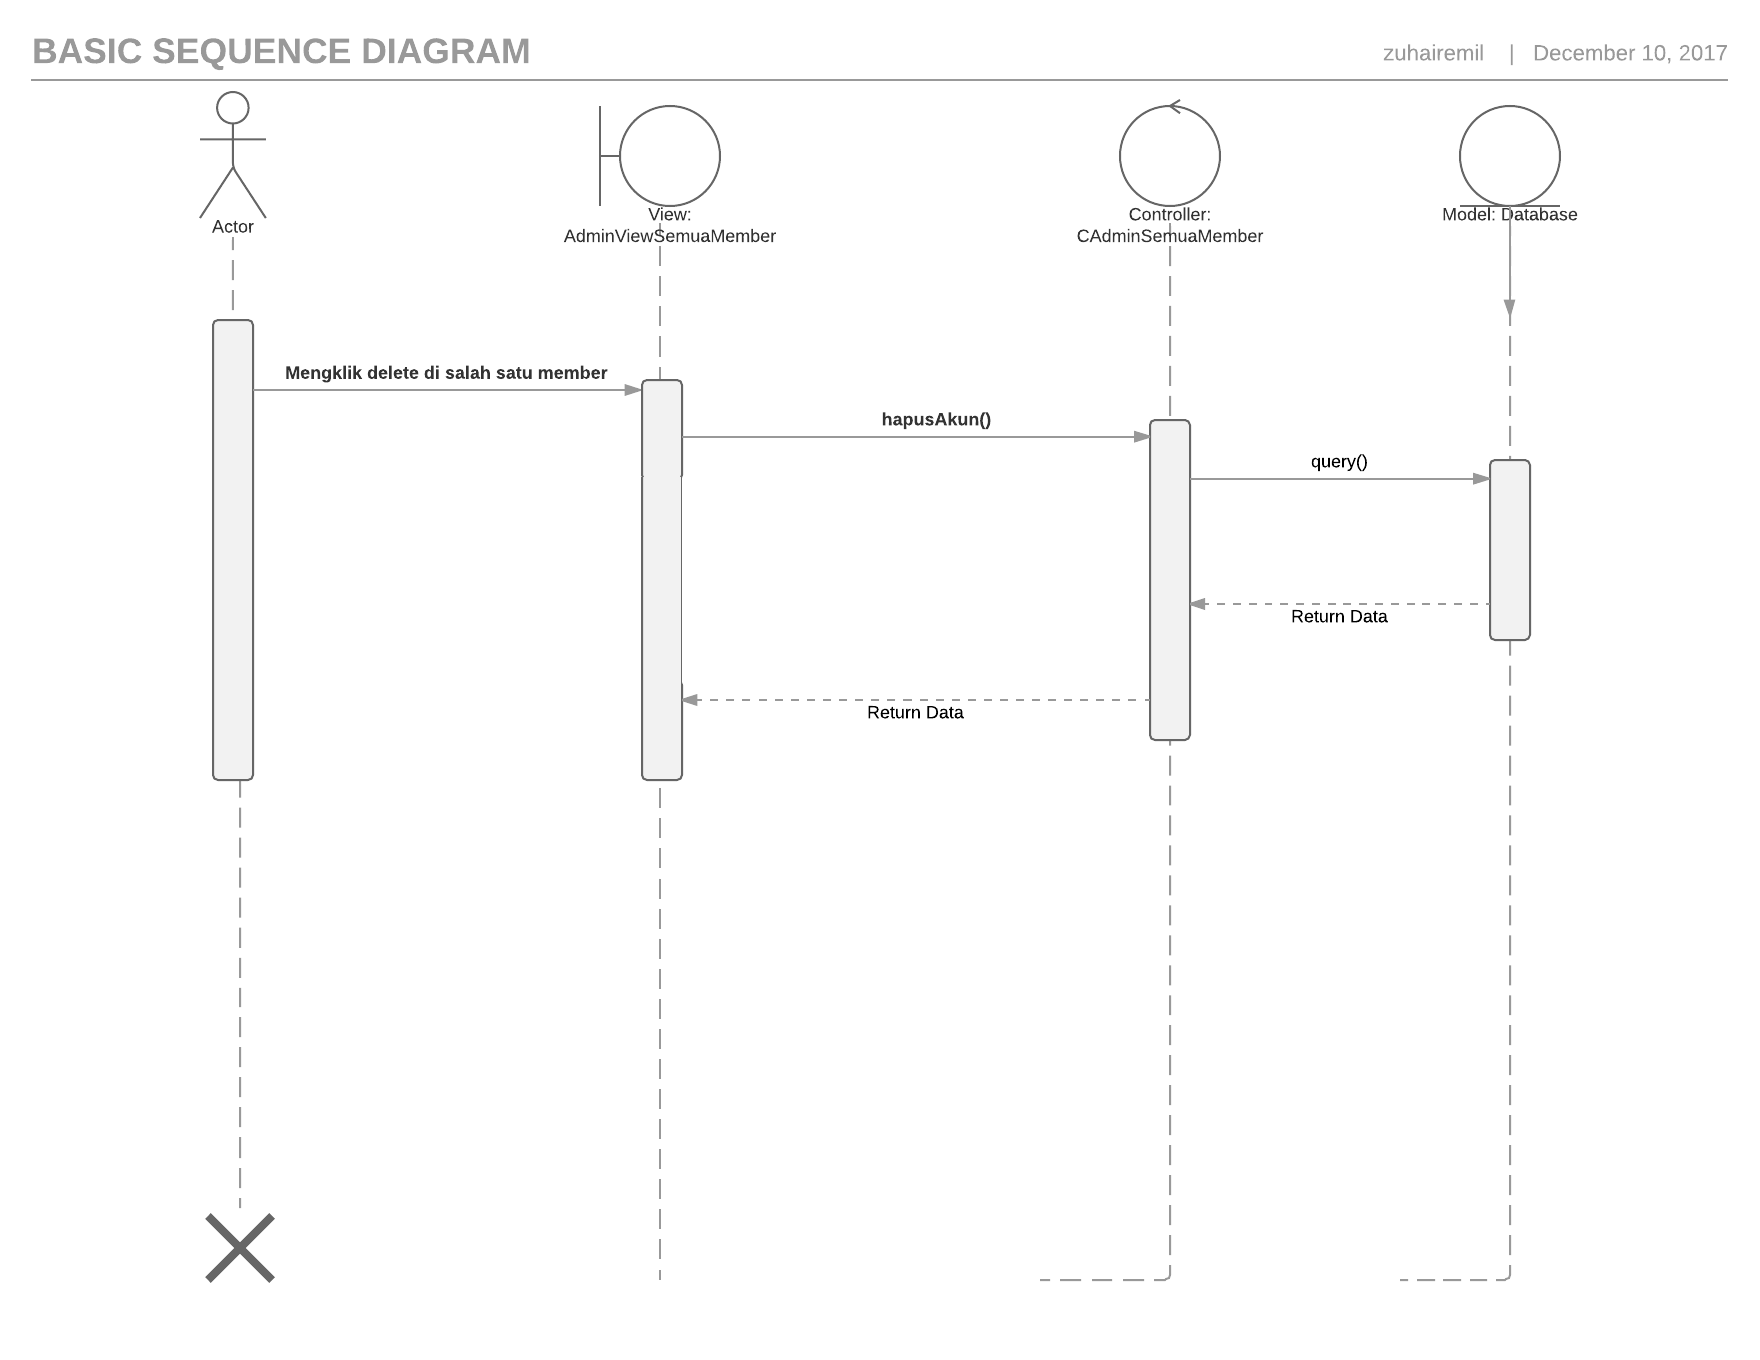 BASIC SEQUENCE DIAGRAM
zuhairemil | December 10, 2017
Actor
View:
AdminViewSemuaMember
Controller:
CAdminSemuaMember
Model: Database
Mengklik delete di salah satu member
hapusAkun()
query()
Return Data
Return Data